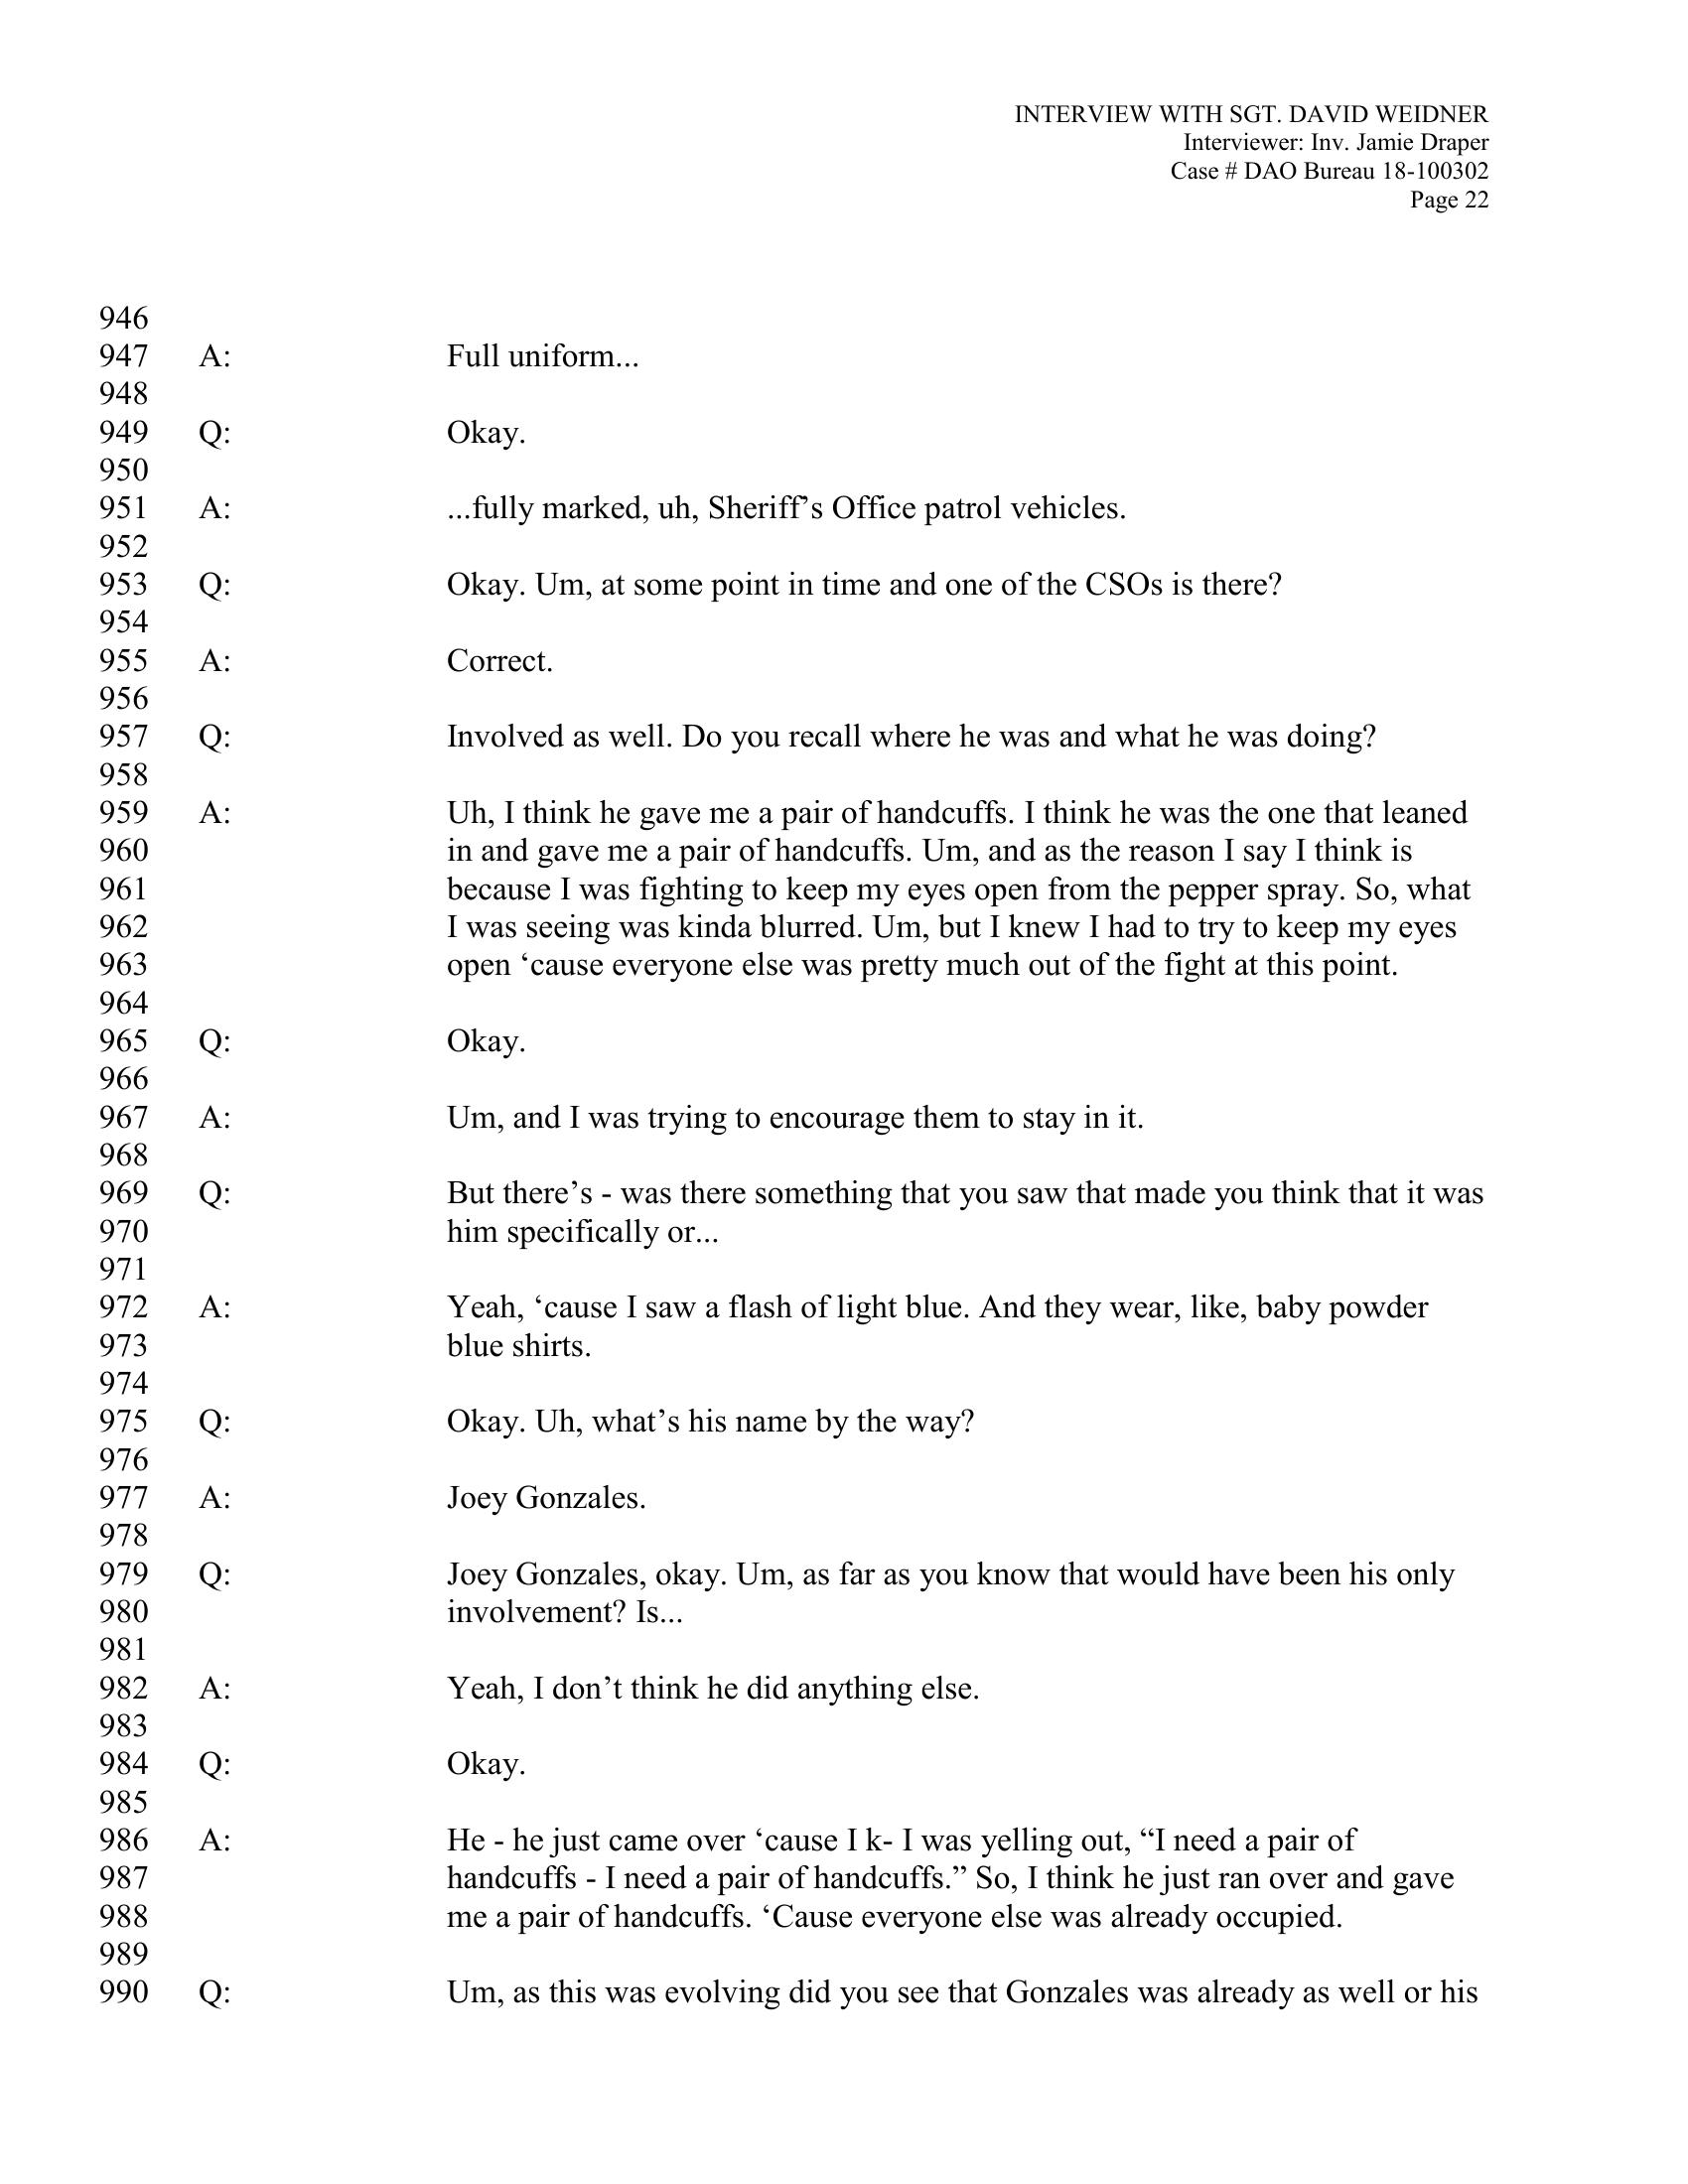 INTERVIEW WITH SGT. DAVID WEIDNER
Interviewer: Inv. Jamie Draper
Case # DAO Bureau 18-100302
Page 22
946
947 A: Full uniform...
948
949 Q: Okay.
950
951 A: ...fully marked, uh, Sheriff’s Office patrol vehicles.
952
953 Q: Okay. Um, at some point in time and one of the CSOs is there?
954
955 A: Correct.
956
957 Q: Involved as well. Do you recall where he was and what he was doing?
958
959 A: Uh, I think he gave me a pair of handcuffs. I think he was the one that leaned
960 in and gave me a pair of handcuffs. Um, and as the reason I say I think is
961 because I was fighting to keep my eyes open from the pepper spray. So, what
962 I was seeing was kinda blurred. Um, but I knew I had to try to keep my eyes
963 open ‘cause everyone else was pretty much out of the fight at this point.
964
965 Q: Okay.
966
967 A: Um, and I was trying to encourage them to stay in it.
968
969 Q: But there’s - was there something that you saw that made you think that it was
970 him specifically or...
971
972 A: Yeah, ‘cause I saw a flash of light blue. And they wear, like, baby powder
973 blue shirts.
974
975 Q: Okay. Uh, what’s his name by the way?
976
977 A: Joey Gonzales.
978
979 Q: Joey Gonzales, okay. Um, as far as you know that would have been his only
980 involvement? Is...
981
982 A: Yeah, I don’t think he did anything else.
983
984 Q: Okay.
985
986 A: He - he just came over ‘cause I k- I was yelling out, “I need a pair of
987 handcuffs - I need a pair of handcuffs.” So, I think he just ran over and gave
988 me a pair of handcuffs. ‘Cause everyone else was already occupied.
989
990 Q: Um, as this was evolving did you see that Gonzales was already as well or his